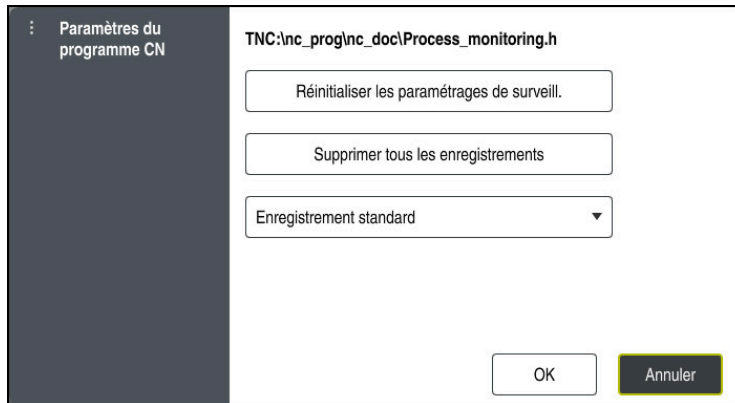 Paramètres du
programme CN
TNC:\nc_prog\nc_doc\Process_monitoring.h
Réinitialiser les paramétrages de surveill.
Supprimer tous les enregistrements
Enregistrement standard
OK
Annuler